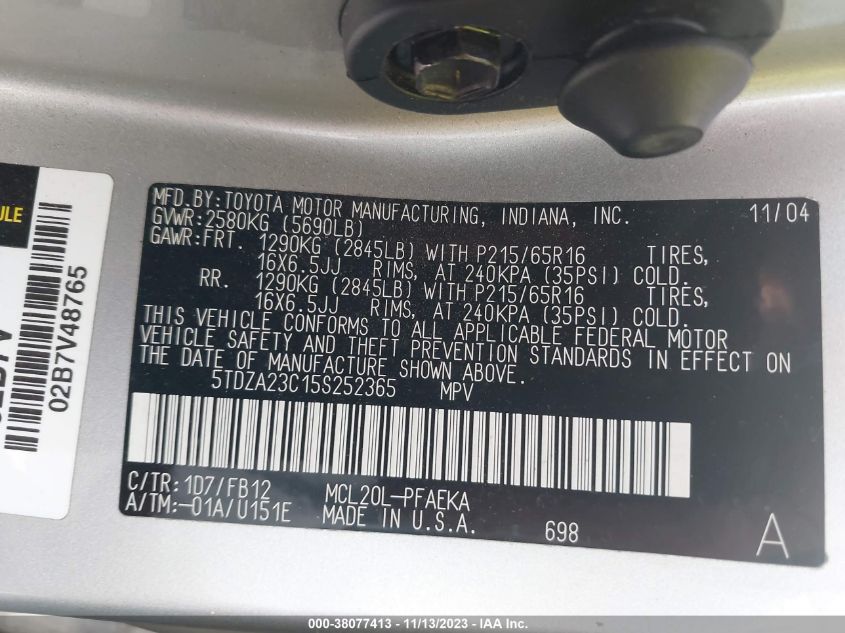 MFD.BY:TOYOTA MOTOR MANUFACTURING, INDIANA, INC. 11/04
GVWR:2580KG (5690LB)
GAWR:FRT. 1290KG (2845LB) WITH P215/65R16 TIRES,
16X6.5JJ RIMS, AT 240KPA (35PSI) COLD.
RR. 1290KG (2845LB) WITH P215/65R16 TIRES,
16X6.5JJ RIMS, AT 240KPA (35PSI) COLD.
THIS VEHICLE CONFORMS TO ALL APPLICABLE FEDERAL MOTOR
VEHICLE SAFETY AND THEFT PREVENTION STANDARDS IN EFFECT ON
THE DATE OF MANUFACTURE SHOWN ABOVE.
5TDZA23C15S252365 MPV
C/TR:1D7/FB12 MCL20L-PFAEKA
A/TM:-01A/U151E MADE IN U.S.A. 698 A
02B7V48765
000-38077413 - 11/13/2023 - IAA Inc.